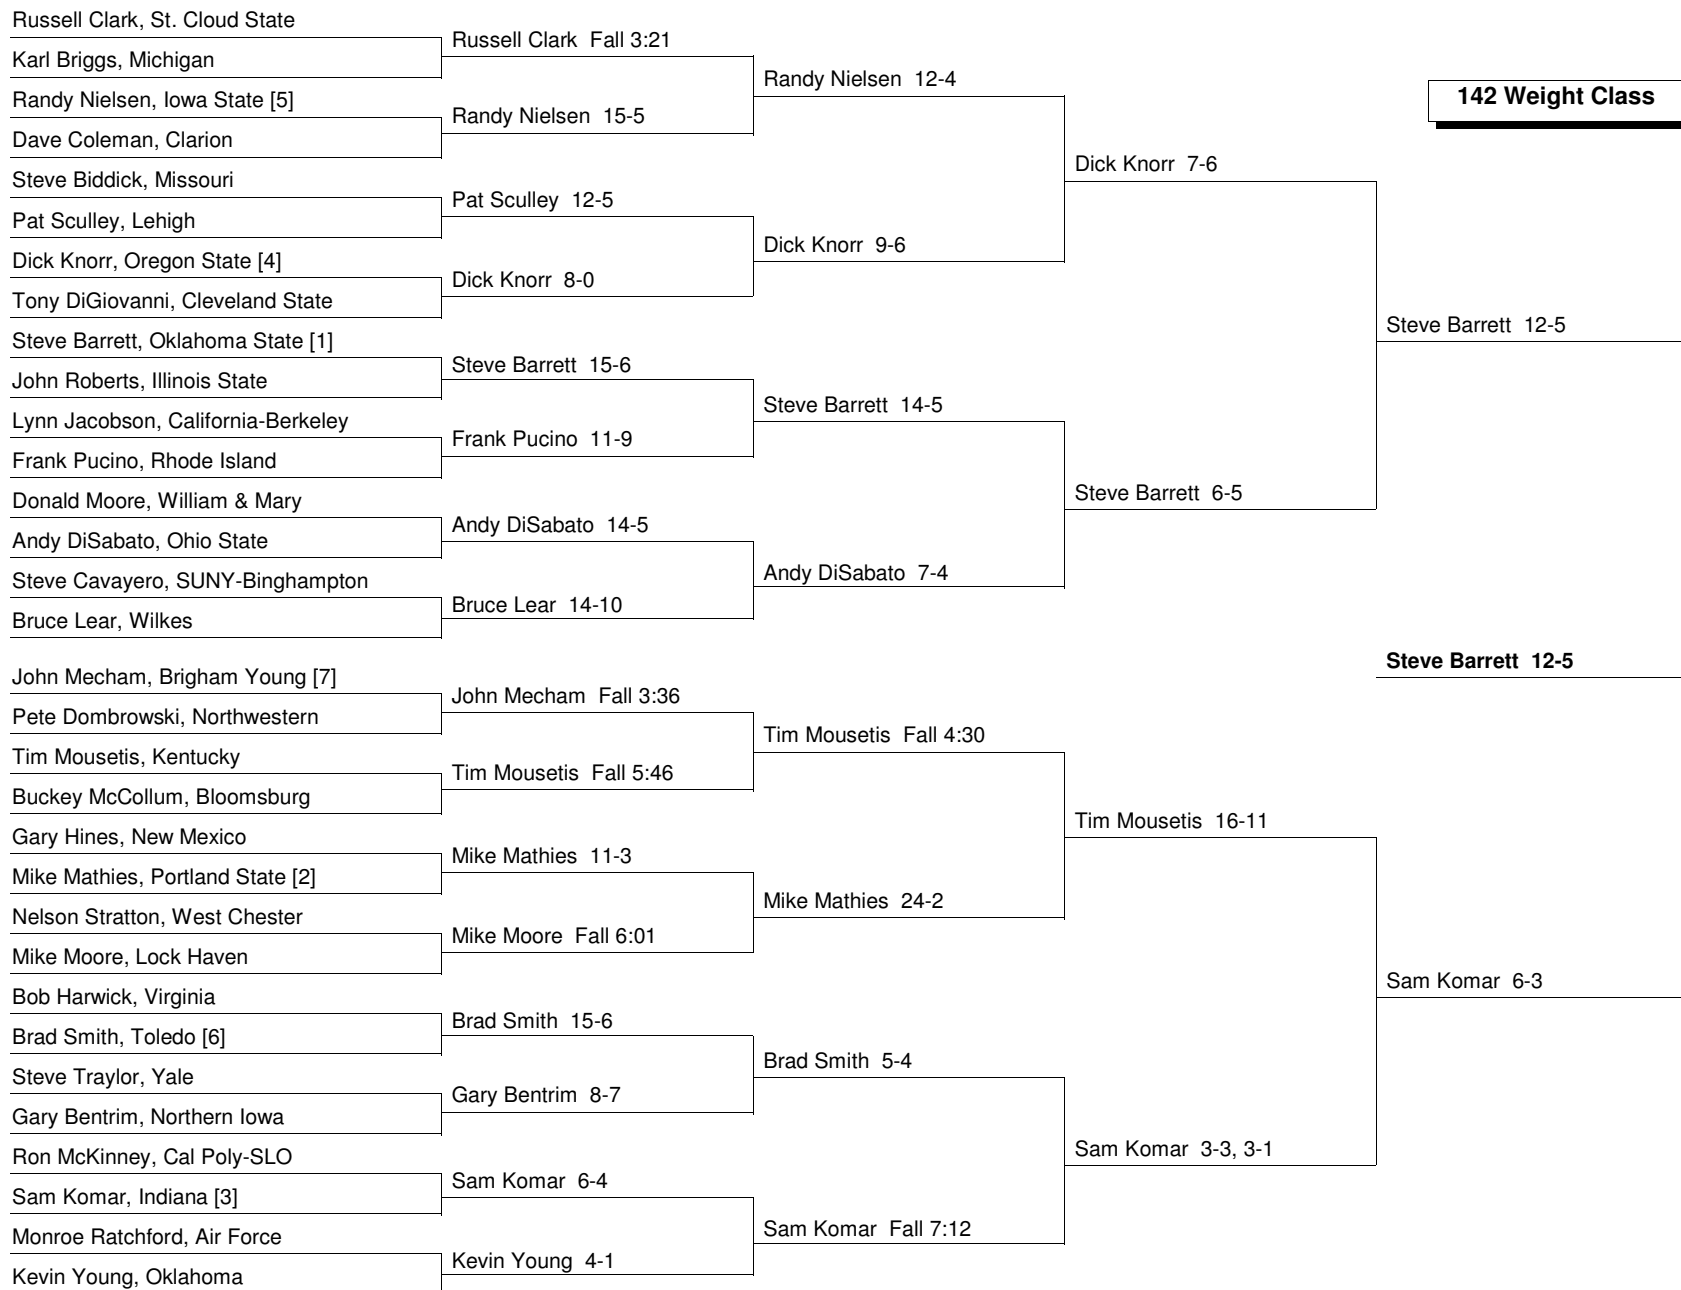 Russell Clark, St. Cloud State
Karl Briggs, Michigan
Randy Nielsen, Iowa State [5]
Dave Coleman, Clarion
Steve Biddick, Missouri
Pat Sculley, Lehigh
Dick Knorr, Oregon State [4]
Tony DiGiovanni, Cleveland State
Steve Barrett, Oklahoma State [1]
John Roberts, Illinois State
Lynn Jacobson, California-Berkeley
Frank Pucino, Rhode Island
Donald Moore, William & Mary
Andy DiSabato, Ohio State
Steve Cavayero, SUNY-Binghampton
Bruce Lear, Wilkes
John Mecham, Brigham Young [7]
Pete Dombrowski, Northwestern
Tim Mousetis, Kentucky
Buckey McCollum, Bloomsburg
Gary Hines, New Mexico
Mike Mathies, Portland State [2]
Nelson Stratton, West Chester
Mike Moore, Lock Haven
Bob Harwick, Virginia
Brad Smith, Toledo [6]
Steve Traylor, Yale
Gary Bentrim, Northern Iowa
Ron McKinney, Cal Poly-SLO
Sam Komar, Indiana [3]
Monroe Ratchford, Air Force
Kevin Young, Oklahoma
Russell Clark Fall 3:21
Randy Nielsen 15-5
Pat Sculley 12-5
Dick Knorr 8-0
Steve Barrett 15-6
Frank Pucino 11-9
Andy DiSabato 14-5
Bruce Lear 14-10
John Mecham Fall 3:36
Tim Mousetis Fall 5:46
Mike Mathies 11-3
Mike Moore Fall 6:01
Brad Smith 15-6
Gary Bentrim 8-7
Sam Komar 6-4
Kevin Young 4-1
Randy Nielsen 12-4
Dick Knorr 9-6
Steve Barrett 14-5
Andy DiSabato 7-4
Tim Mousetis Fall 4:30
Mike Mathies 24-2
Brad Smith 5-4
Sam Komar Fall 7:12
Dick Knorr 7-6
Steve Barrett 6-5
Tim Mousetis 16-11
Sam Komar 3-3, 3-1
142 Weight Class
Steve Barrett 12-5
Steve Barrett 12-5
Sam Komar 6-3